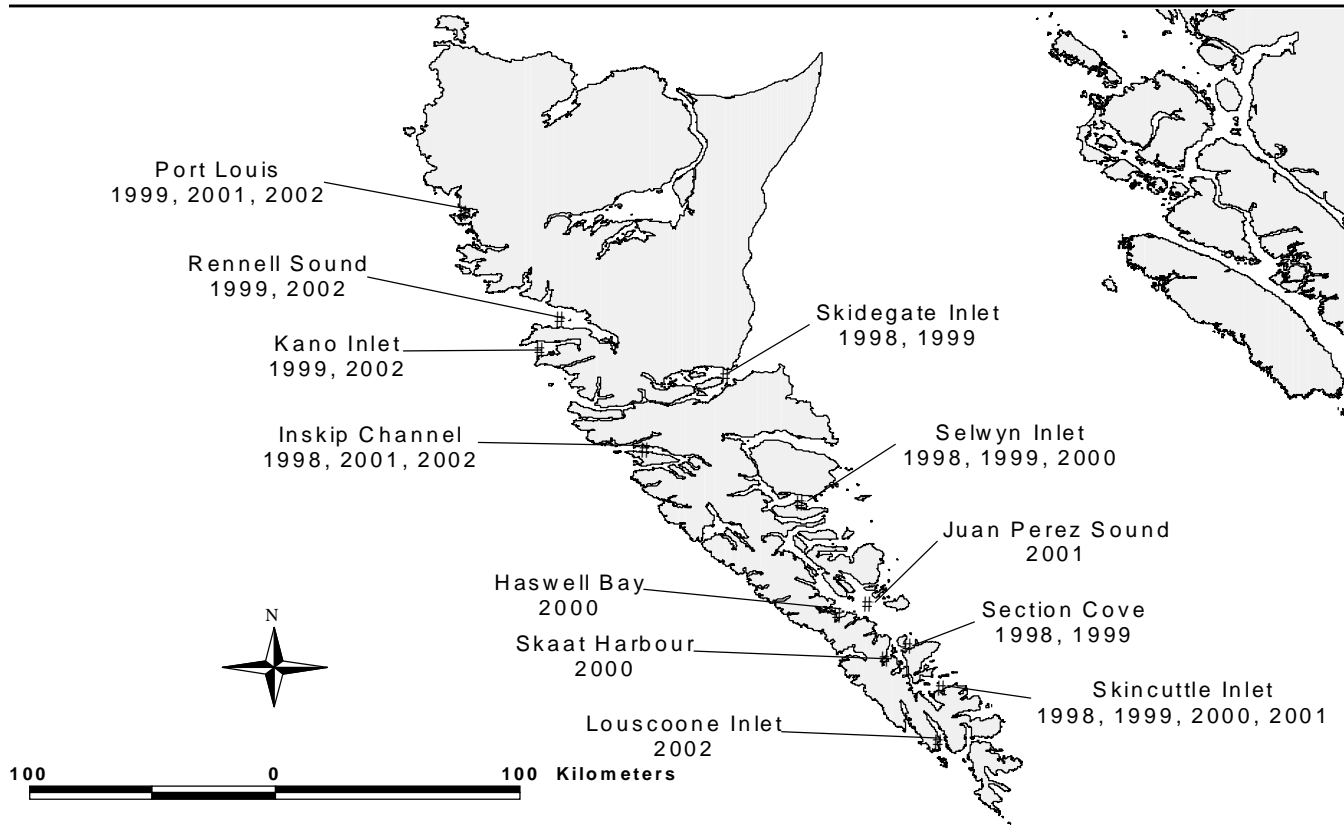 Port Louis
1999, 2001, 2002
Rennell Sound
1999, 2002
Kano Inlet
1999, 2002
Inskip Channel
1998, 2001, 2002
Skidegate Inlet
1998, 1999
Selwyn Inlet
1998, 1999, 2000
Juan Perez Sound
2001
Haswell Bay
2000
Section Cove
1998, 1999
Skaat Harbour
2000
Skincuttle Inlet
1998, 1999, 2000, 2001
Louscoone Inlet
2002
N
100 0 100 Kilometers